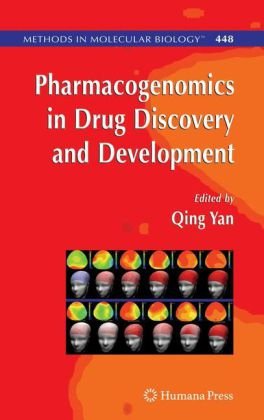 METHODS IN MOLECULAR BIOLOGY™ 448
Pharmacogenomics
in Drug Discovery
and Development
Edited by
Qing Yan
Humana Press